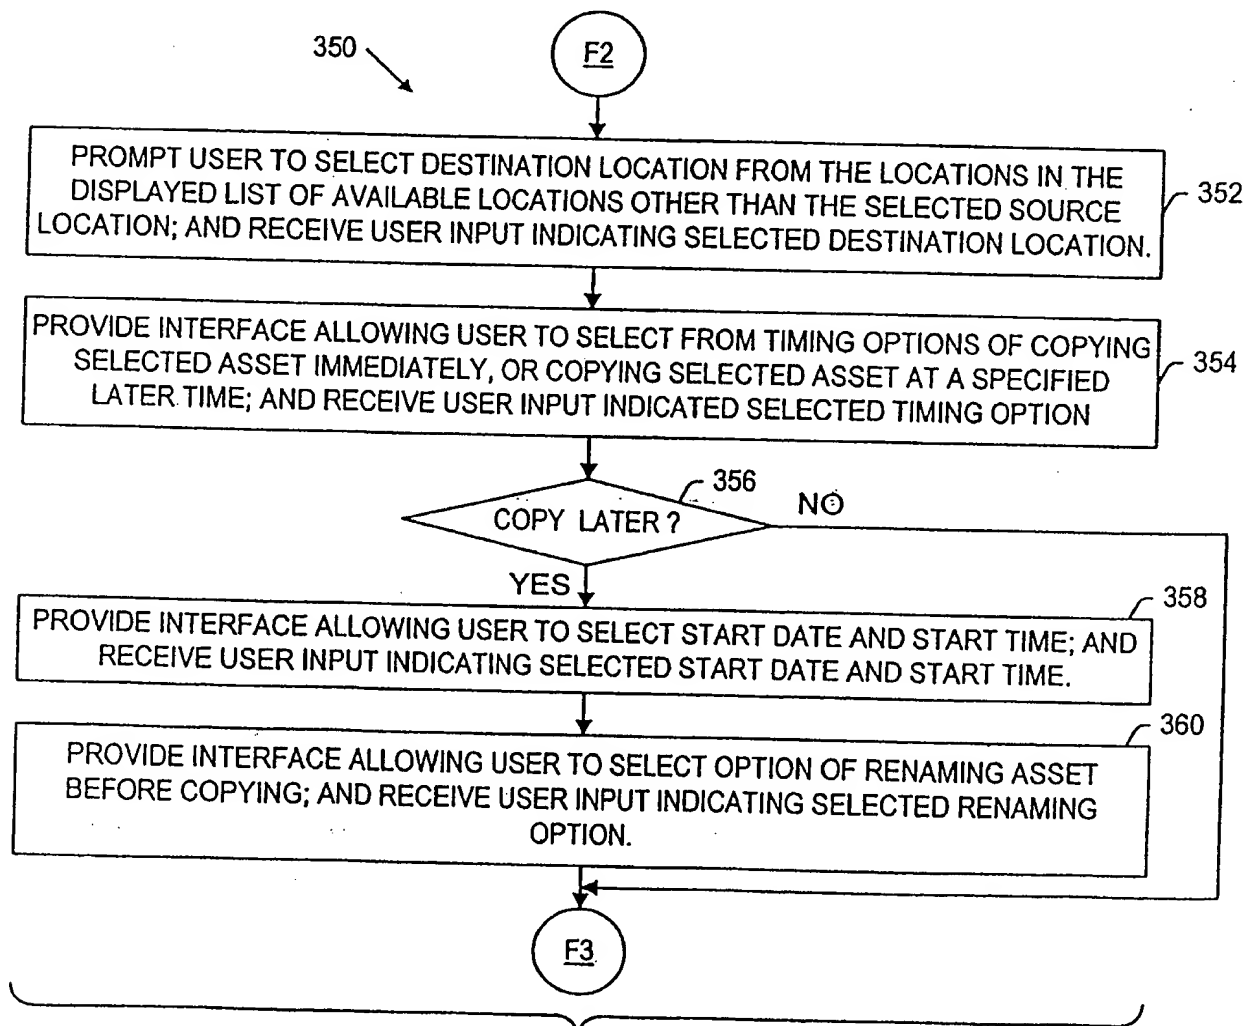 350
F2
PROMPT USER TO SELECT DESTINATION LOCATION FROM THE LOCATIONS IN THE
DISPLAYED LIST OF AVAILABLE LOCATIONS OTHER THAN THE SELECTED SOURCE
LOCATION; AND RECEIVE USER INPUT INDICATING SELECTED DESTINATION LOCATION.
352
PROVIDE INTERFACE ALLOWING USER TO SELECT FROM TIMING OPTIONS OF COPYING
SELECTED ASSET IMMEDIATELY, OR COPYING SELECTED ASSET AT A SPECIFIED
LATER TIME; AND RECEIVE USER INPUT INDICATED SELECTED TIMING OPTION
354
356
COPY LATER ?
NO
YES
358
PROVIDE INTERFACE ALLOWING USER TO SELECT START DATE AND START TIME; AND
RECEIVE USER INPUT INDICATING SELECTED START DATE AND START TIME.
360
PROVIDE INTERFACE ALLOWING USER TO SELECT OPTION OF RENAMING ASSET
BEFORE COPYING; AND RECEIVE USER INPUT INDICATING SELECTED RENAMING
OPTION.
F3